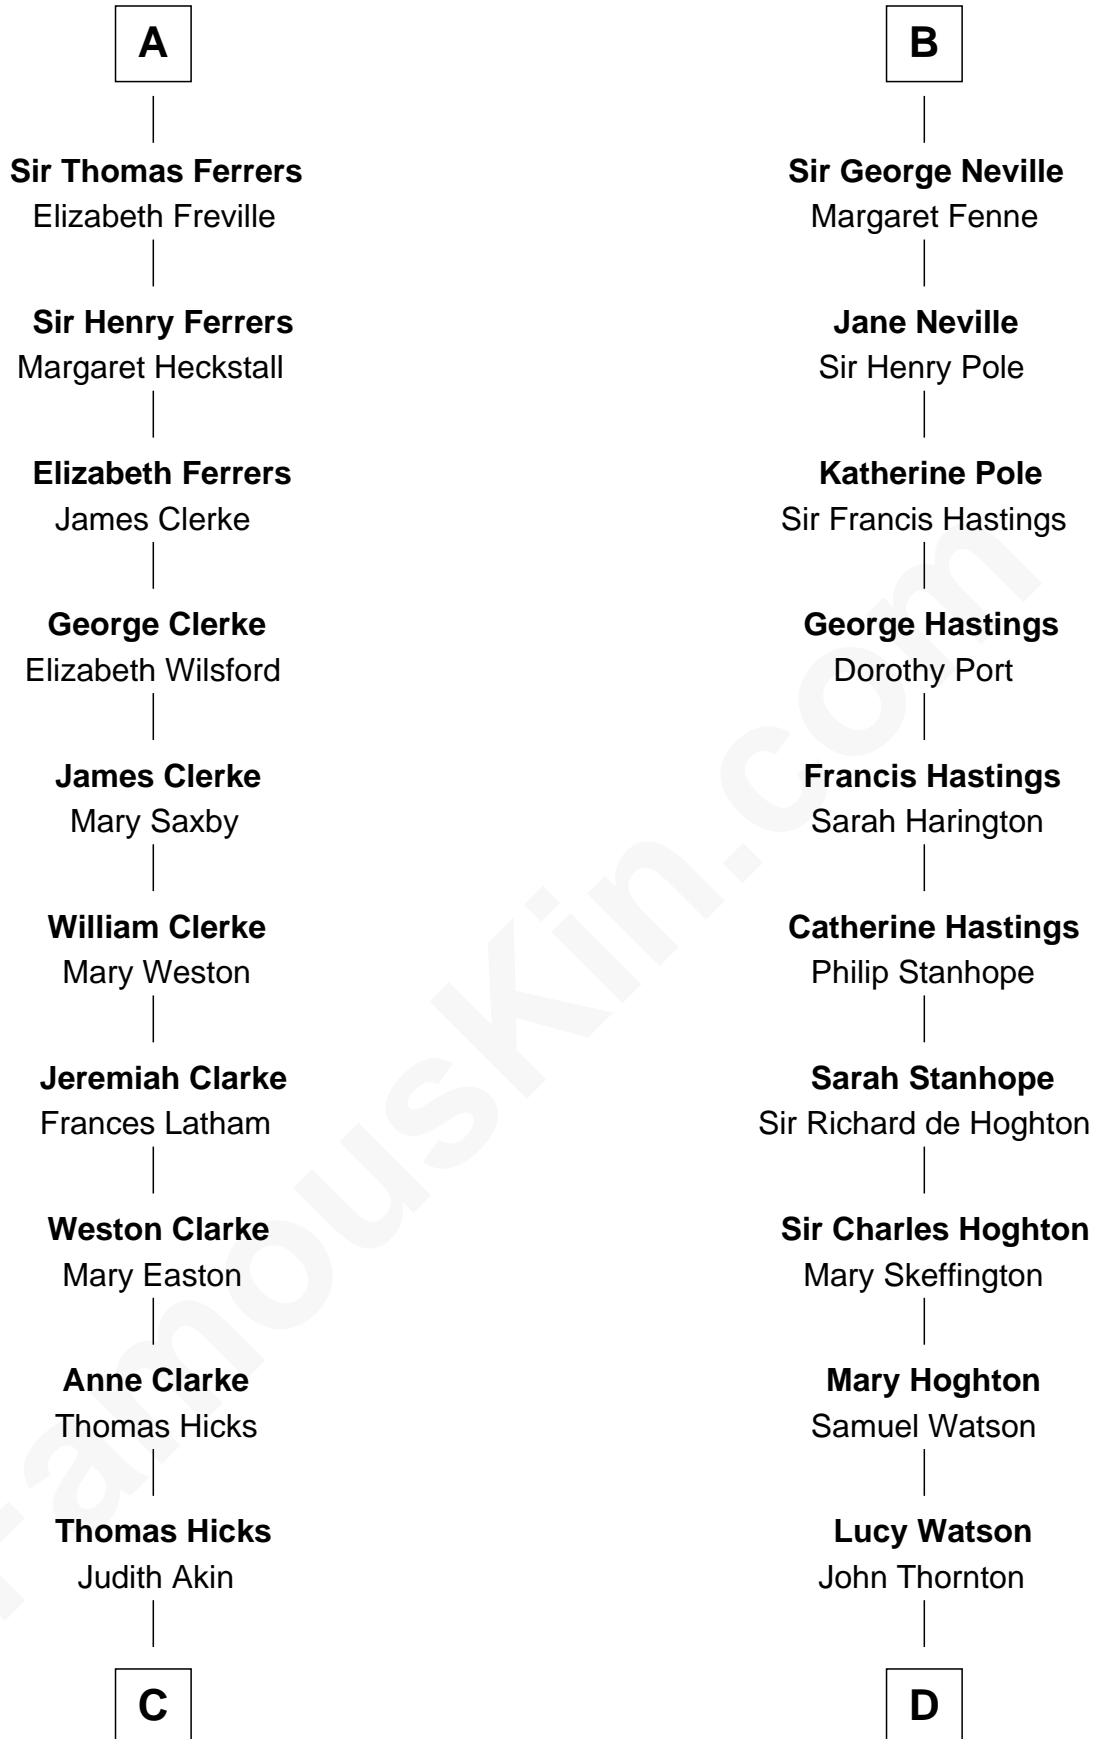 A
Sir Thomas Ferrers
Elizabeth Freville
Sir Henry Ferrers
Margaret Heckstall
Elizabeth Ferrers
James Clerke
George Clerke
Elizabeth Wilsford
James Clerke
Mary Saxby
William Clerke
Mary Weston
Jeremiah Clarke
Frances Latham
Weston Clarke
Mary Easton
Anne Clarke
Thomas Hicks
Thomas Hicks
Judith Akin
C
B
Sir George Neville
Margaret Fenne
Jane Neville
Sir Henry Pole
Katherine Pole
Sir Francis Hastings
George Hastings
Dorothy Port
Francis Hastings
Sarah Harington
Catherine Hastings
Philip Stanhope
Sarah Stanhope
Sir Richard de Hoghton
Sir Charles Hoghton
Mary Skeffington
Mary Hoghton
Samuel Watson
Lucy Watson
John Thornton
D
FamousKin.com